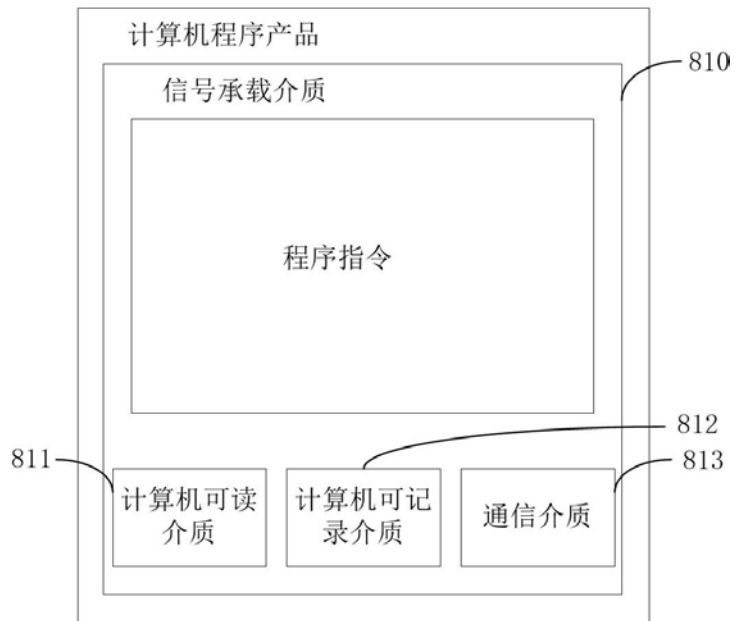 计算机程序产品
810
信号承载介质
程序指令
812
811
813
计算机可读
介质
计算机可记
录介质
通信介质